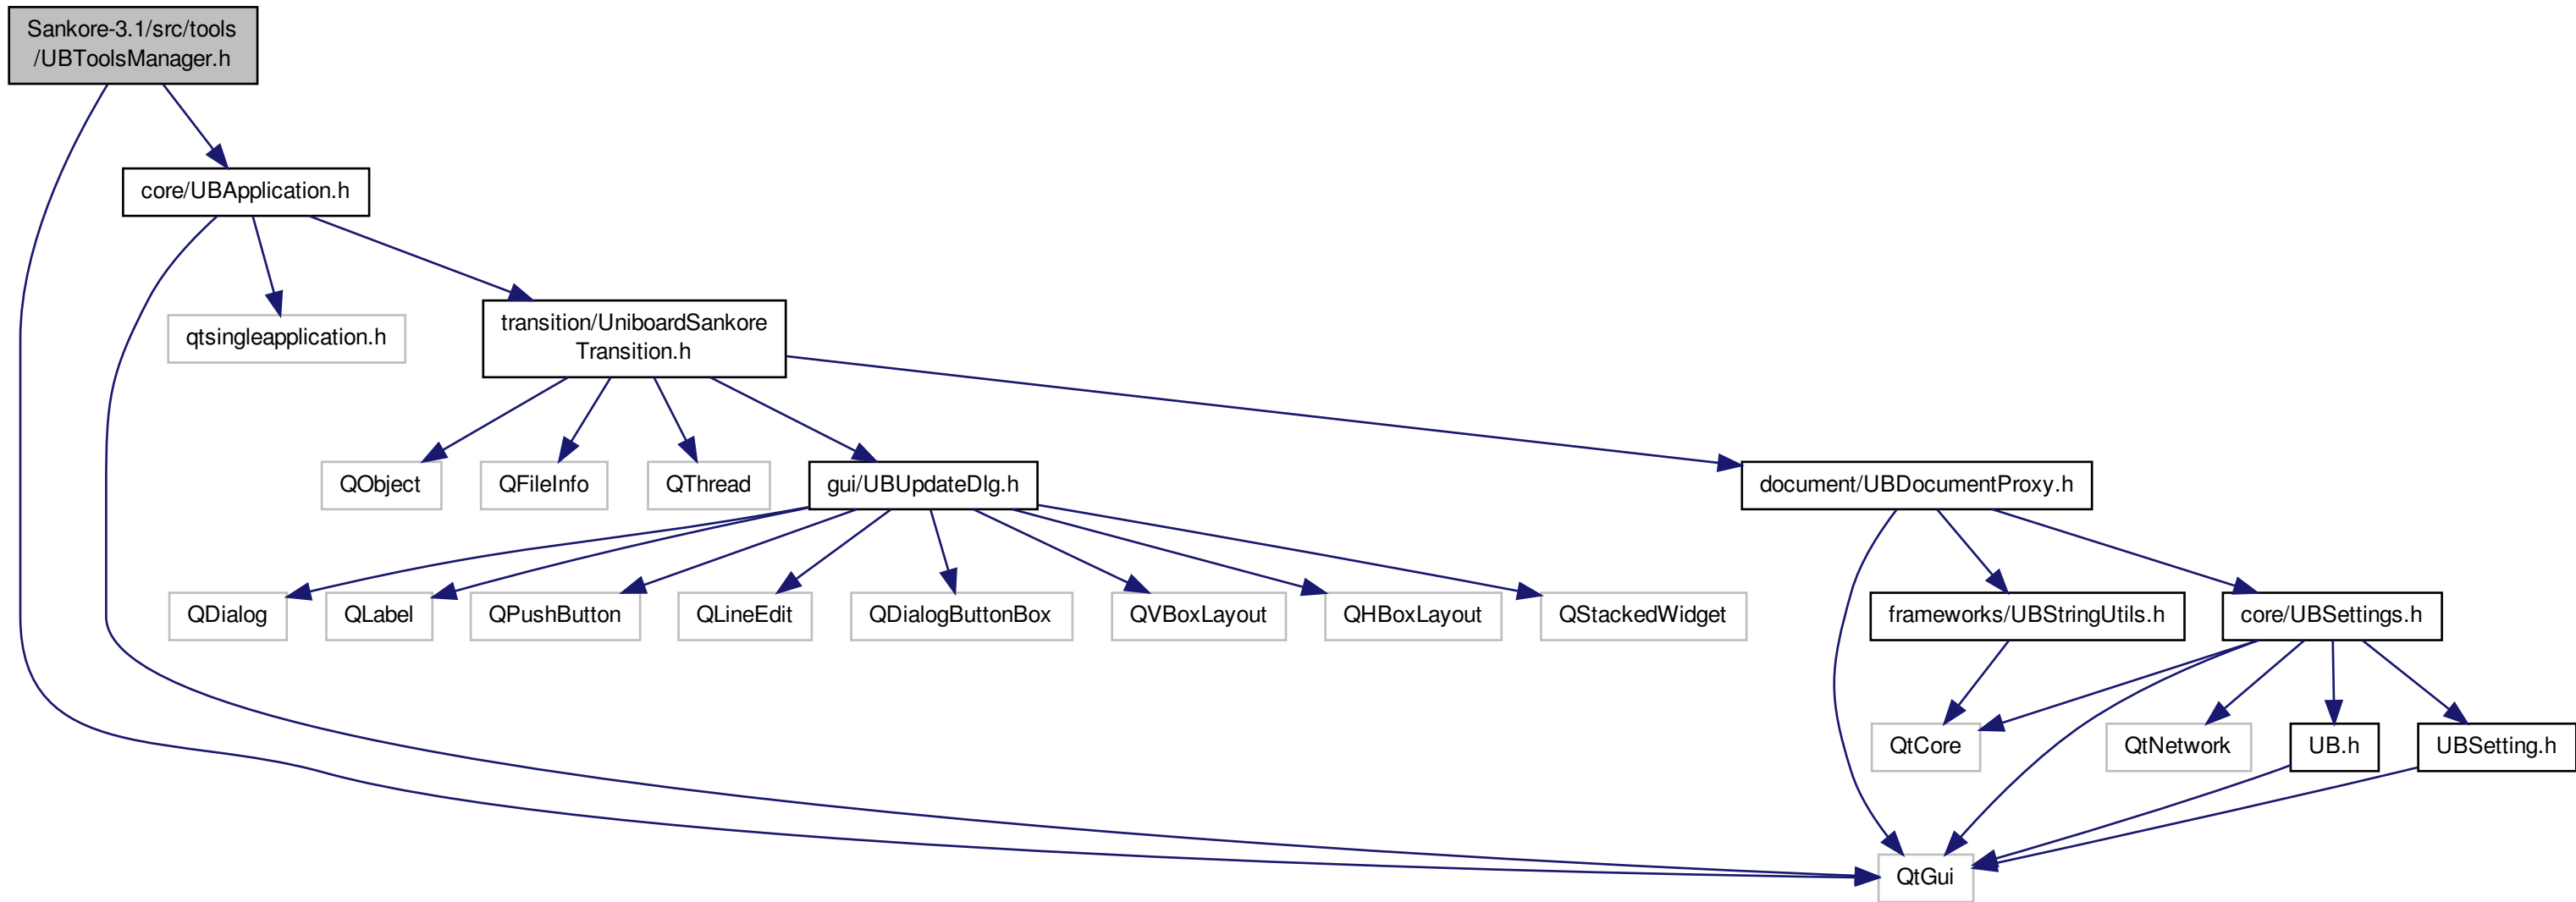 Sankore-3.1/src/tools
/UBToolsManager.h
core/UBApplication.h
qtsingleapplication.h
transition/UniboardSankore
Transition.h
QObject
QFileInfo
QThread
gui/UBUpdateDlg.h
document/UBDocumentProxy.h
QDialog
QLabel
QPushButton
QLineEdit
QDialogButtonBox
QVBoxLayout
QHBoxLayout
QStackedWidget
frameworks/UBStringUtils.h
core/UBSettings.h
QtCore
QtNetwork
UB.h
UBSetting.h
QtGui